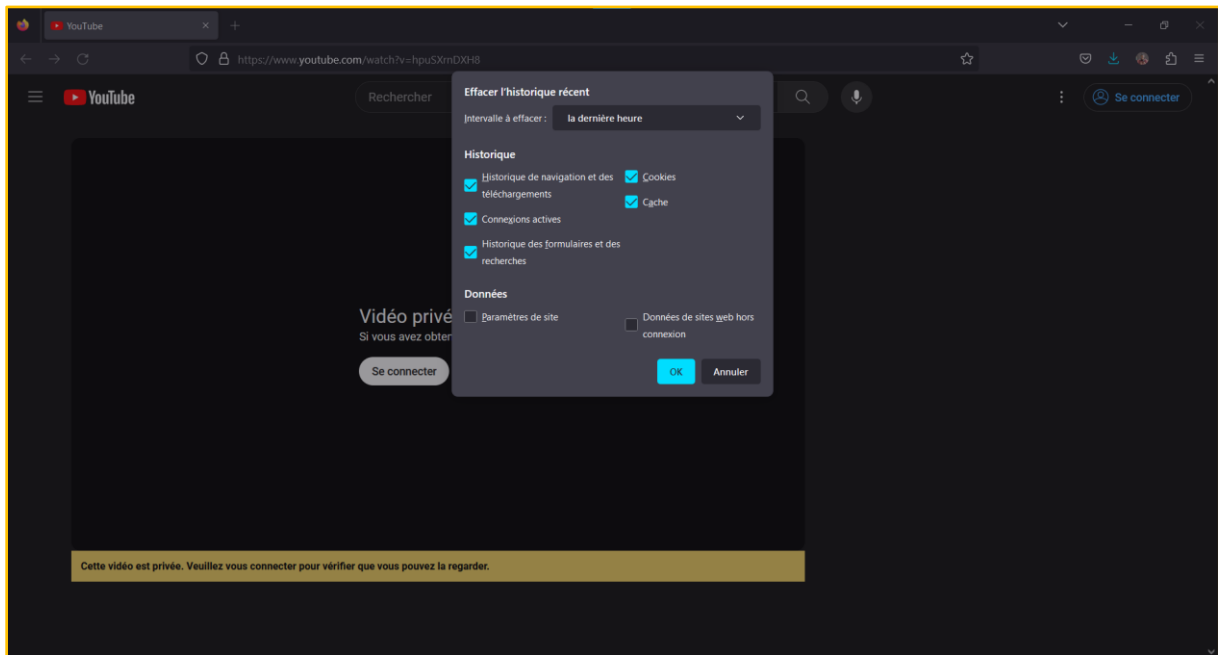 YouTube
https://www.youtube.com/watch?v=hpuSXrnDXH8
YouTube
Rechercher
Se connecter
Effacer l'historique récent
Intervalle à effacer : la dernière heure
Historique
Historique de navigation et des
téléchargements
Cookies
Cache
Connexions actives
Historique des formulaires et des
recherches
Données
Paramètres de site
Données de sites web hors
connexion
OK Annuler
Vidéo privé
Si vous avez obten
Se connecter
Cette vidéo est privée. Veuillez vous connecter pour vérifier que vous pouvez la regarder.